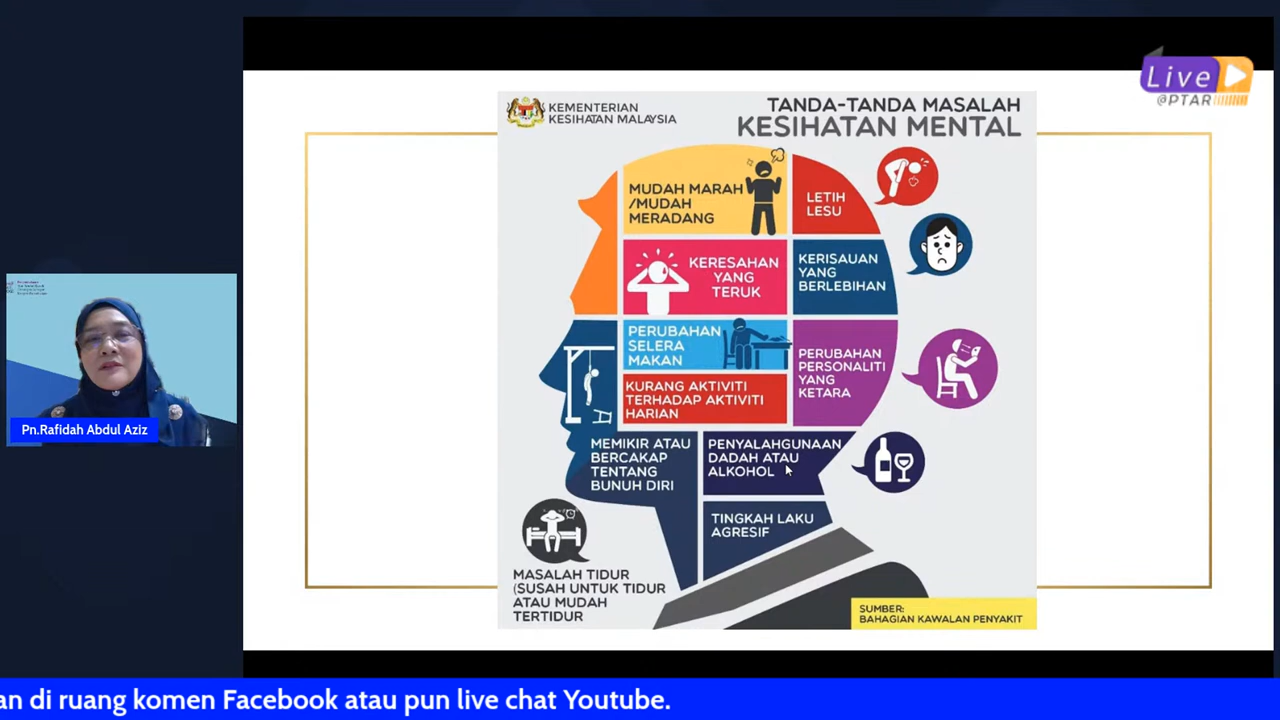 Live
@PTAR
KEMENTERIAN
KESIHATAN MALAYSIA
TANDA-TANDA MASALAH
KESIHATAN MENTAL
MUDAH MARAH
/MUDAH
MERADANG
LETIH
LESU
KERESAHAN
YANG
TERUK
KERISAUAN
YANG
BERLEBIHAN
PERUBAHAN
SELERA
MAKAN
PERUBAHAN
PERSONALITI
YANG
KETARA
KURANG AKTIVITI
TERHADAP AKTIVITI
HARIAN
MEMIKIR ATAU
BERCAKAP
TENTANG
BUNUH DIRI
PENYALAHGUNAAN
DADAH ATAU
ALKOHOL
TINGKAH LAKU
AGRESIF
MASALAH TIDUR
(SUSAH UNTUK TIDUR
ATAU MUDAH
TERTIDUR
SUMBER:
BAHAGIAN KAWALAN PENYAKIT
Pn.Rafidah Abdul Aziz
an di ruang komen Facebook atau pun live chat Youtube.